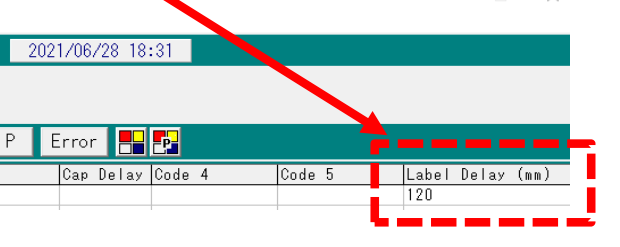 2021/06/28 18:31
P Error P
Cap Delay Code 4 Code 5 Label Delay (mm)
120